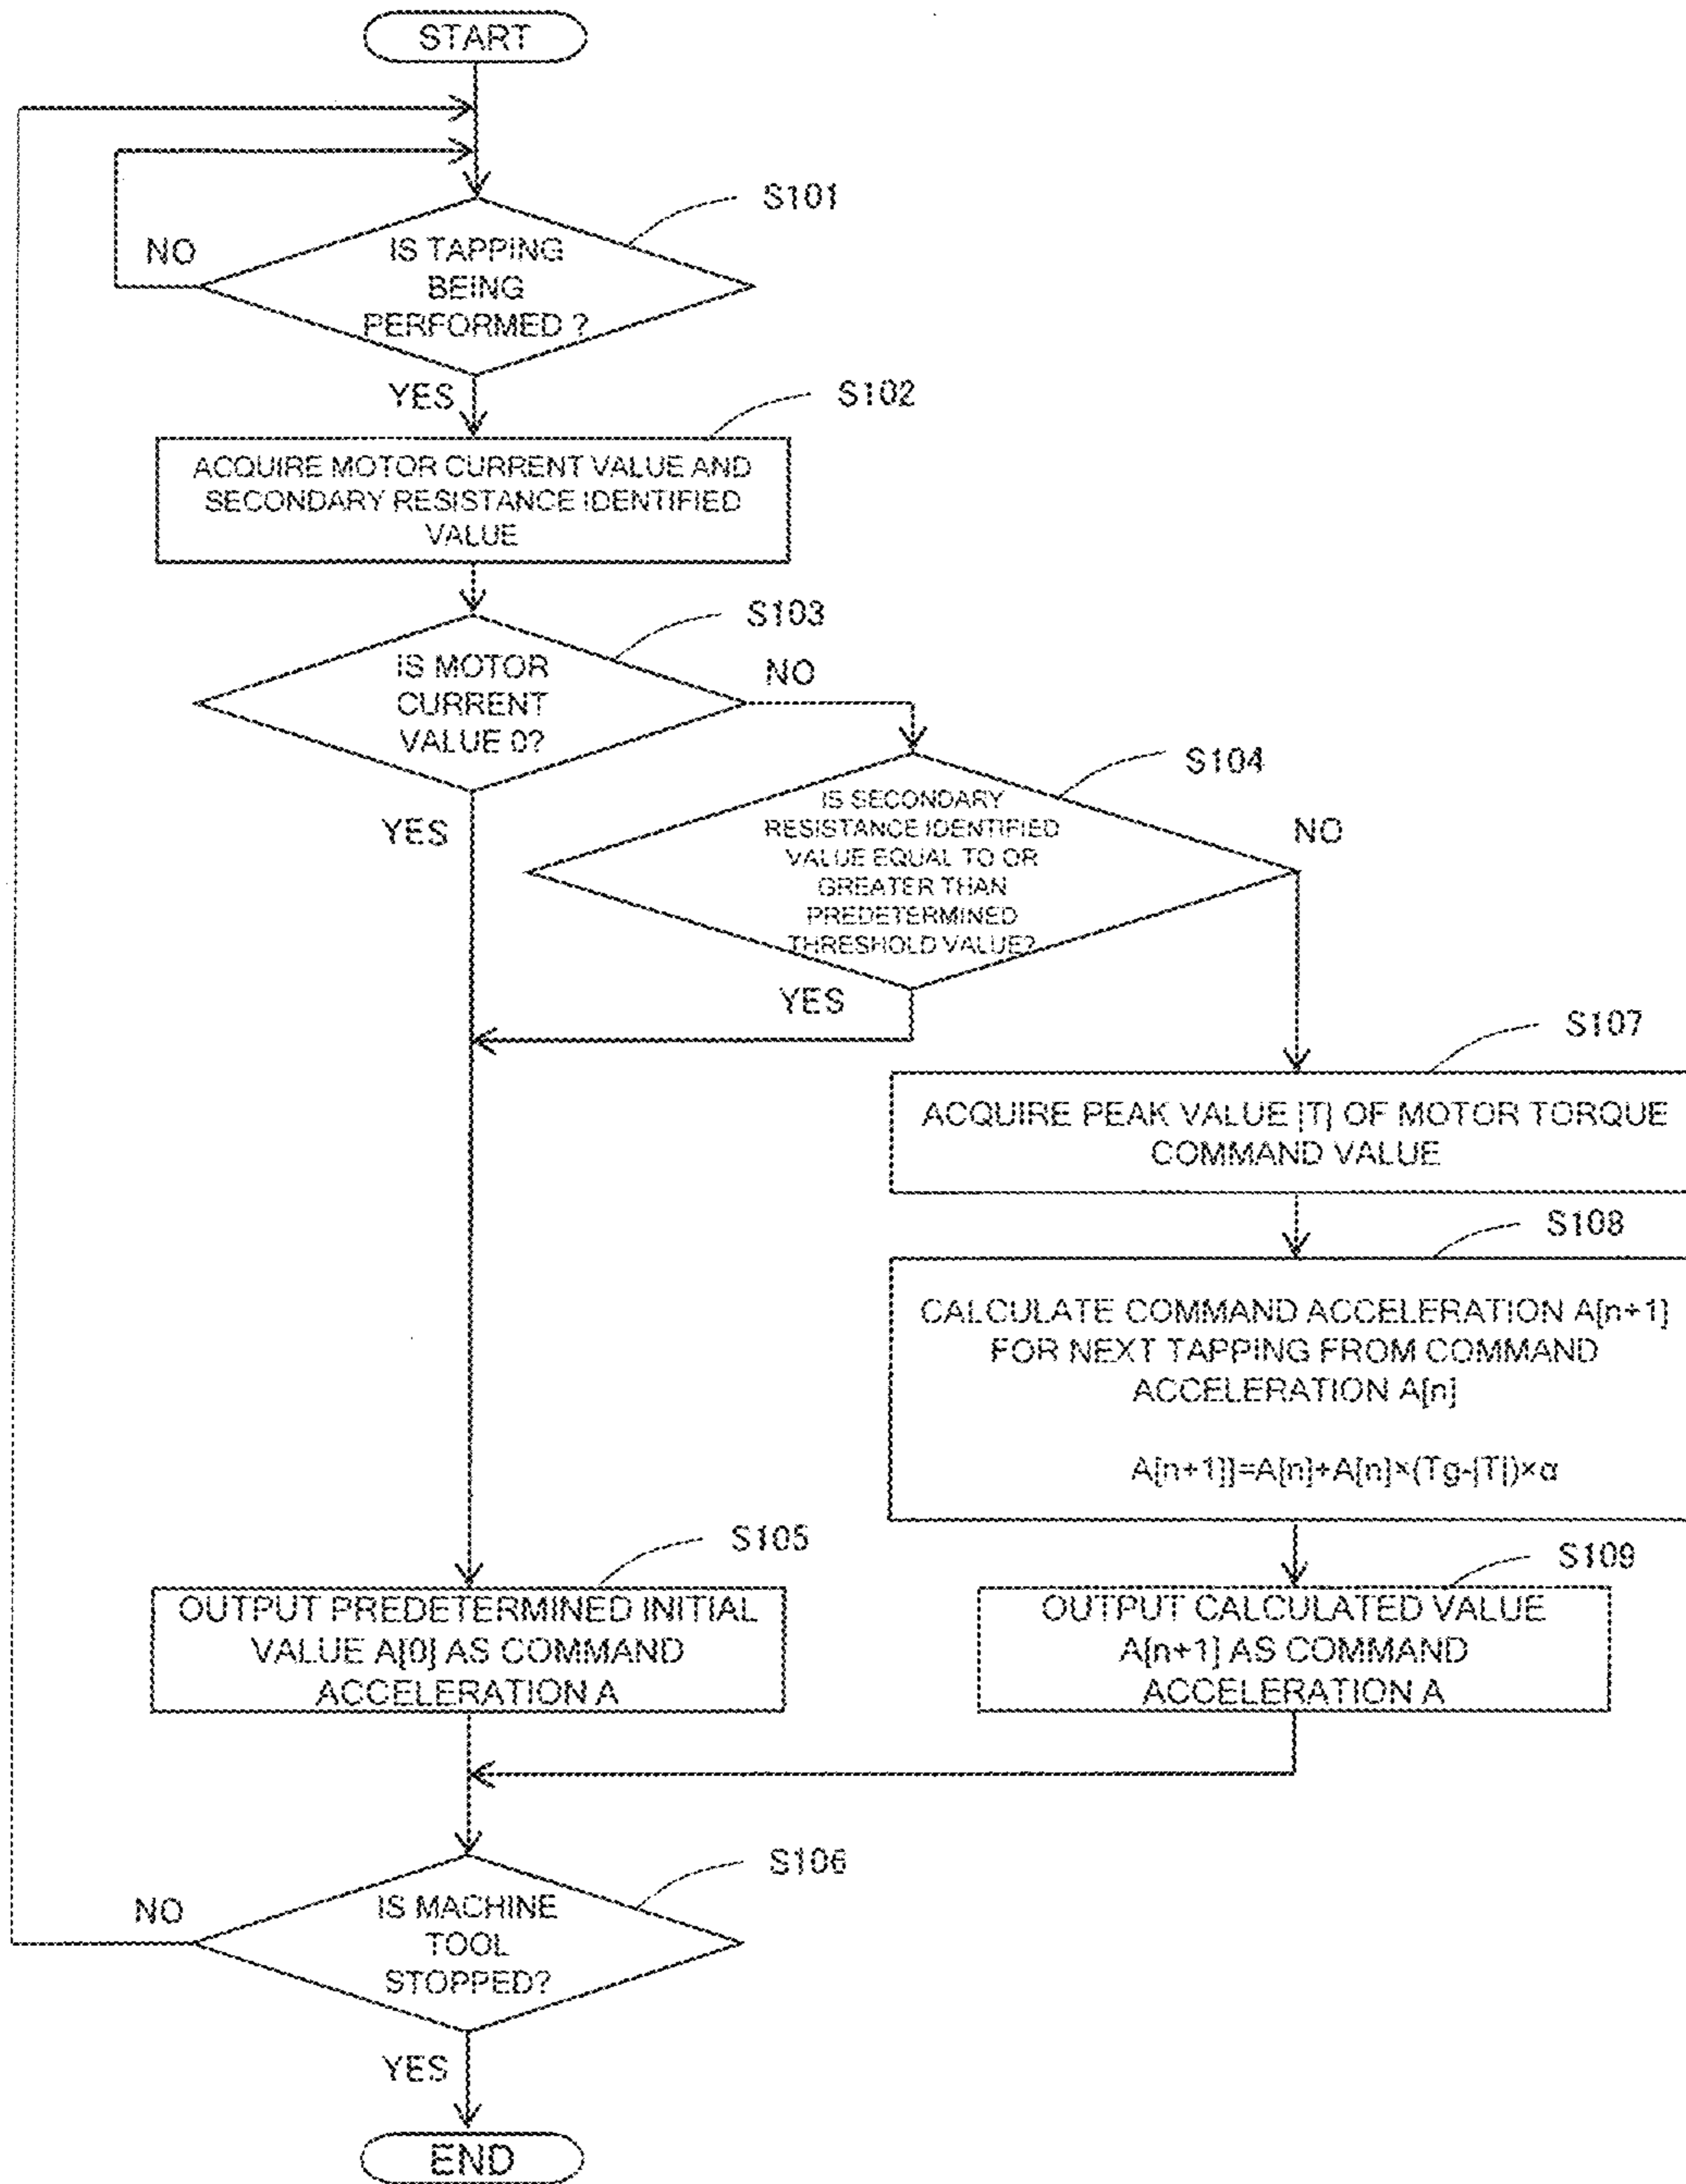 START
S101
NO
IS TAPPING
BEING
PERFORMED ?
YES
S102
ACQUIRE MOTOR CURRENT VALUE AND
SECONDARY RESISTANCE IDENTIFIED
VALUE
S103
IS MOTOR
CURRENT
VALUE 0?
NO
YES
S104
IS SECONDARY
RESISTANCE IDENTIFIED
VALUE EQUAL TO OR
GREATER THAN
PREDETERMINED
THRESHOLD VALUE?
NO
YES
S107
ACQUIRE PEAK VALUE |T| OF MOTOR TORQUE
COMMAND VALUE
S108
CALCULATE COMMAND ACCELERATION A[n+1]
FOR NEXT TAPPING FROM COMMAND
ACCELERATION A[n]
A[n+1]]=A[n]+A[n]×(Tg-|T|)×α
S105
OUTPUT PREDETERMINED INITIAL
VALUE A[0] AS COMMAND
ACCELERATION A
S109
OUTPUT CALCULATED VALUE
A[n+1] AS COMMAND
ACCELERATION A
S106
NO
IS MACHINE
TOOL
STOPPED?
YES
END